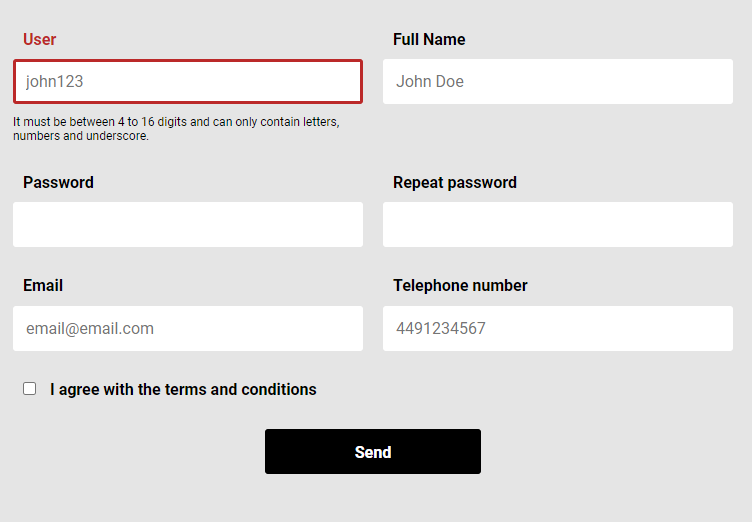 User
Full Name
john123
John Doe
It must be between 4 to 16 digits and can only contain letters,
numbers and underscore.
Password
Repeat password
Email
Telephone number
email@email.com
4491234567
I agree with the terms and conditions
Send